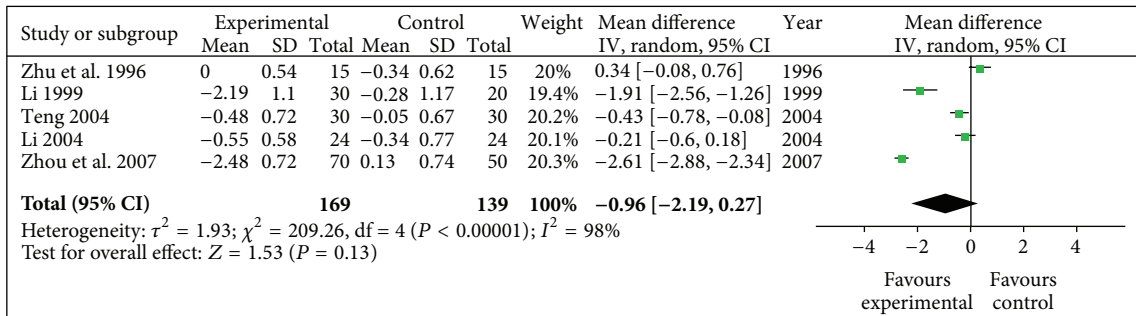 Study or subgroup Experimental Control Weight Mean difference Year Mean difference
Mean SD Total Mean SD Total IV, random, 95% CI IV, random, 95% CI
Zhu et al. 1996 0 0.54 15 −0.34 0.62 15 20% 0.34 [−0.08, 0.76] 1996
Li 1999 −2.19 1.1 30 −0.28 1.17 20 19.4% −1.91 [−2.56, −1.26] 1999
Teng 2004 −0.48 0.72 30 −0.05 0.67 30 20.2% −0.43 [−0.78, −0.08] 2004
Li 2004 −0.55 0.58 24 −0.34 0.77 24 20.1% −0.21 [−0.6, 0.18] 2004
Zhou et al. 2007 −2.48 0.72 70 0.13 0.74 50 20.3% −2.61 [−2.88, −2.34] 2007
Total (95% CI) 169 139 100% −0.96 [−2.19, 0.27]
Heterogeneity: τ² = 1.93; χ² = 209.26, df = 4 (P < 0.00001); I² = 98%
Test for overall effect: Z = 1.53 (P = 0.13)
−4 −2 0 2 4
Favours Favours
experimental control